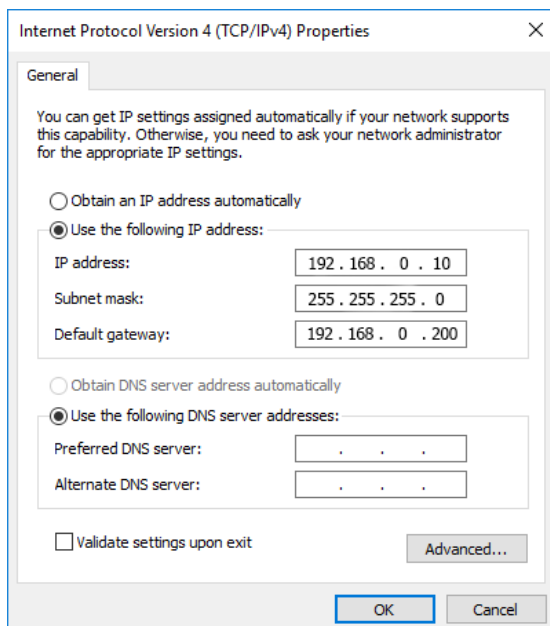 Internet Protocol Version 4 (TCP/IPv4) Properties
General
You can get IP settings assigned automatically if your network supports
this capability. Otherwise, you need to ask your network administrator
for the appropriate IP settings.
Obtain an IP address automatically
Use the following IP address:
IP address: 192 . 168 . 0 . 10
Subnet mask: 255 . 255 . 255 . 0
Default gateway: 192 . 168 . 0 . 200
Obtain DNS server address automatically
Use the following DNS server addresses:
Preferred DNS server: . . .
Alternate DNS server: . . .
Validate settings upon exit
Advanced...
OK Cancel